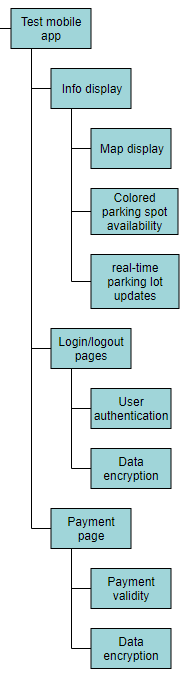 Test mobile
app
Info display
Map display
Colored
parking spot
availability
real-time
parking lot
updates
Login/logout
pages
User
authentication
Data
encryption
Payment
page
Payment
validity
Data
encryption